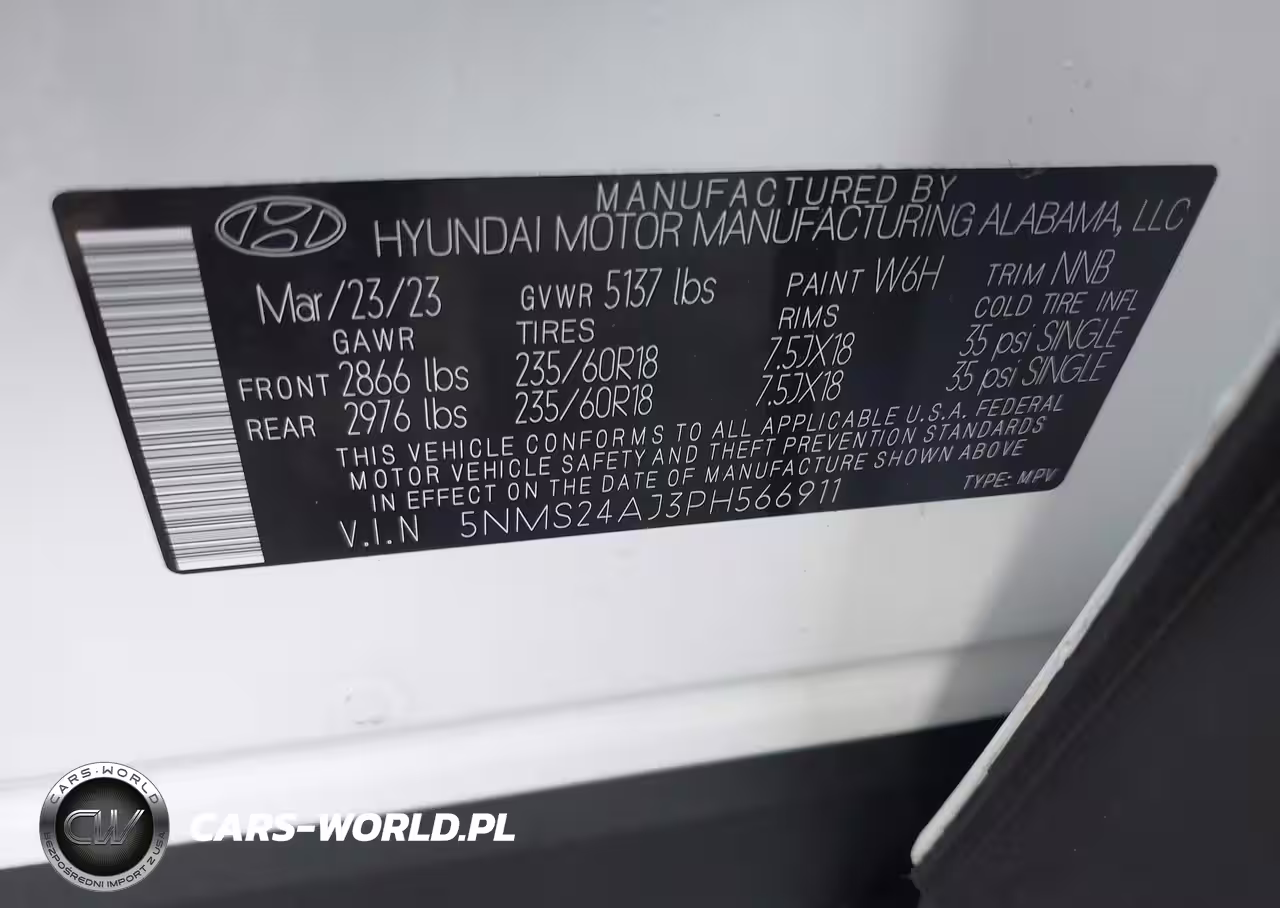 MANUFACTURED BY
HYUNDAI MOTOR MANUFACTURING ALABAMA, LLC
Mar/23/23 GVWR 5137 lbs PAINT W6H TRIM NNB
GAWR TIRES RIMS COLD TIRE INFL
FRONT 2866 lbs 235/60R18 7.5JX18 35 psi SINGLE
REAR 2976 lbs 235/60R18 7.5JX18 35 psi SINGLE
THIS VEHICLE CONFORMS TO ALL APPLICABLE U.S.A. FEDERAL
MOTOR VEHICLE SAFETY AND THEFT PREVENTION STANDARDS
IN EFFECT ON THE DATE OF MANUFACTURE SHOWN ABOVE
V.I.N 5NMS24AJ3PH566911 TYPE: MPV
CARS-WORLD
CW
BEZPOŚREDNI IMPORT Z USA
CARS-WORLD.PL